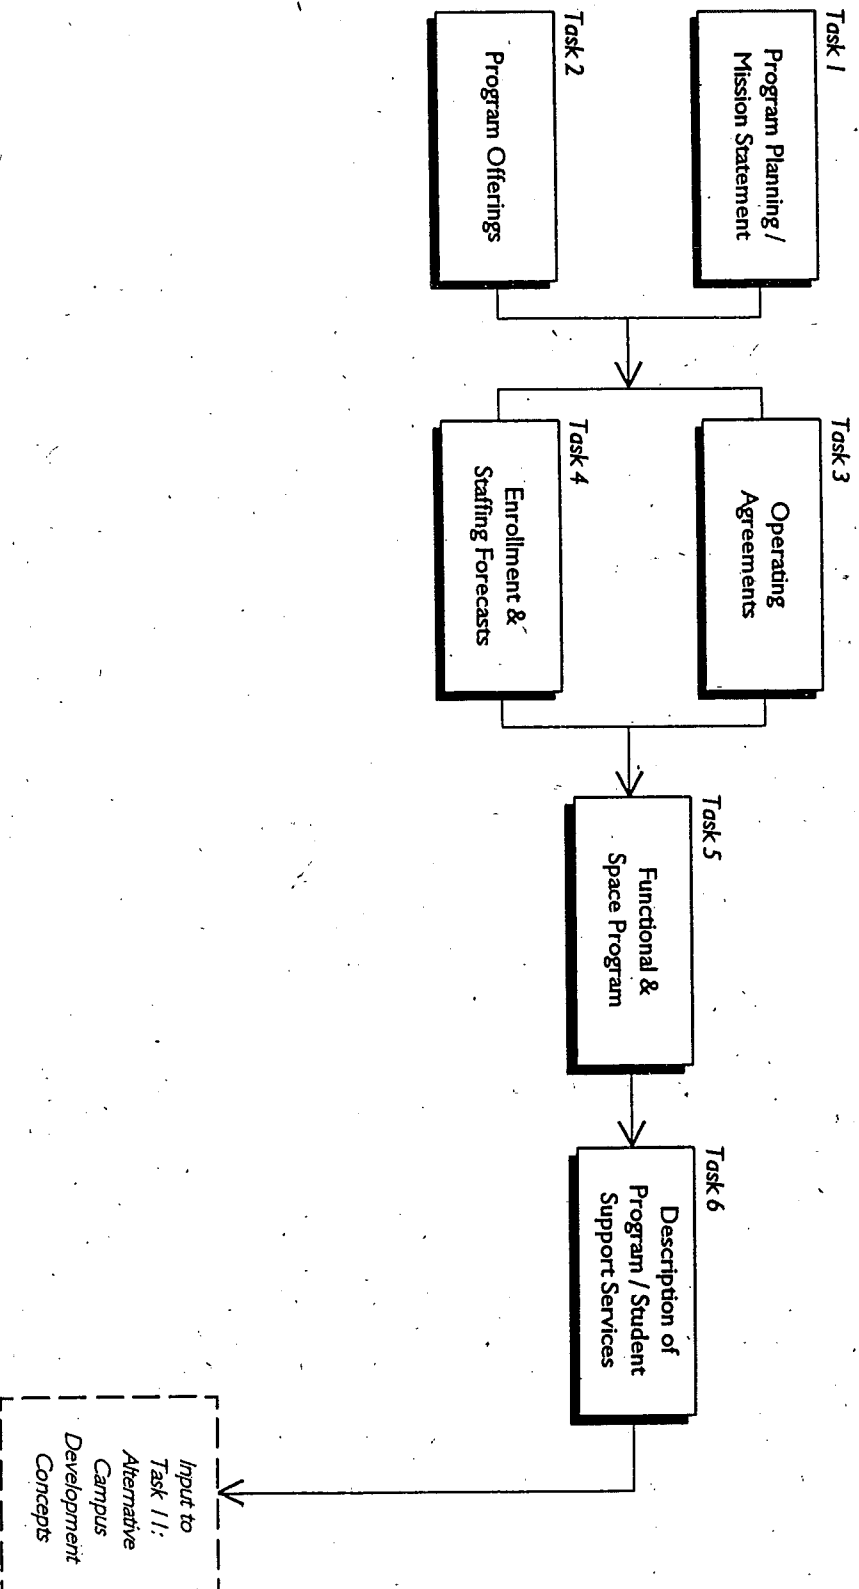 Task 1
Program Planning /
Mission Statement
Task 2
Program Offerings
Task 3
Operating
Agreements
Task 4
Enrollment &
Staffing Forecasts
Task 5
Functional &
Space Program
Task 6
Description of
Program / Student
Support Services
Input to
Task 11:
Alternative
Campus
Development
Concepts